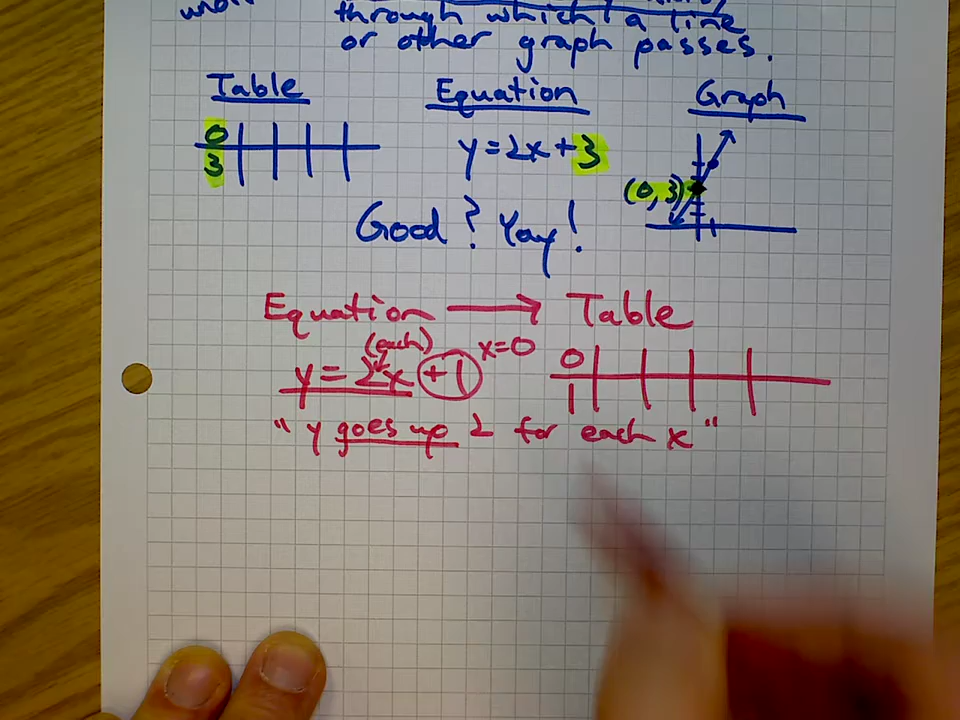 through which a line
or other graph passes.
Table Equation Graph
0
3
y=2x+3
(0,3)
Good? Yay!
Equation → Table
(each)
y=2x+1 x=0
0
1
"y goes up 2 for each x"